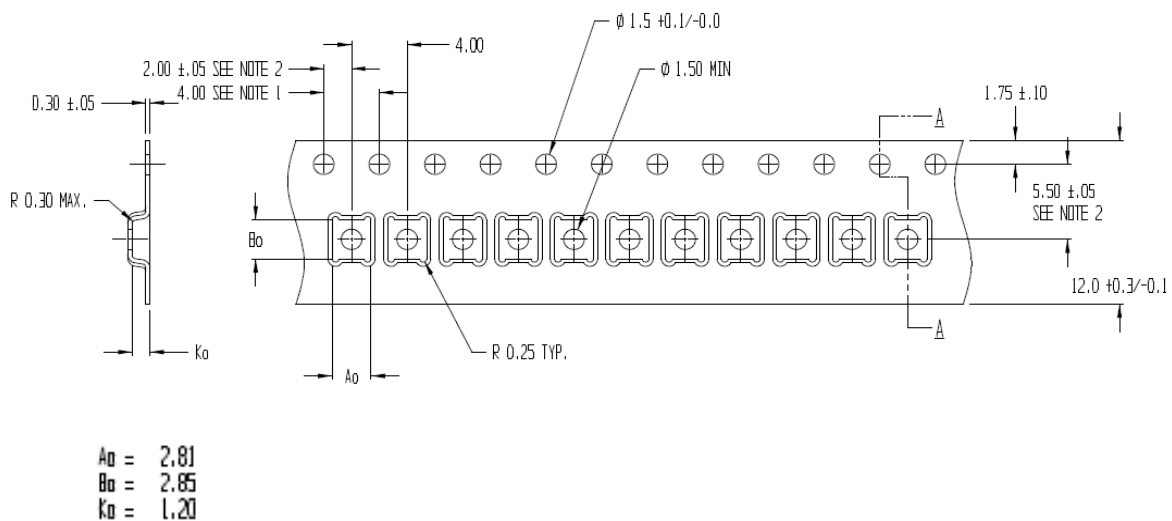 ϕ 1.5 +0.1/-0.0
4.00
2.00 ±.05 SEE NOTE 2
ϕ 1.50 MIN
4.00 SEE NOTE 1
0.30 ±.05
1.75 ±.10
A
R 0.30 MAX.
5.50 ±.05
SEE NOTE 2
Bo
12.0 +0.3/-0.1
A
Ko
R 0.25 TYP.
Ao
Ao = 2.81
Bo = 2.85
Ko = 1.20